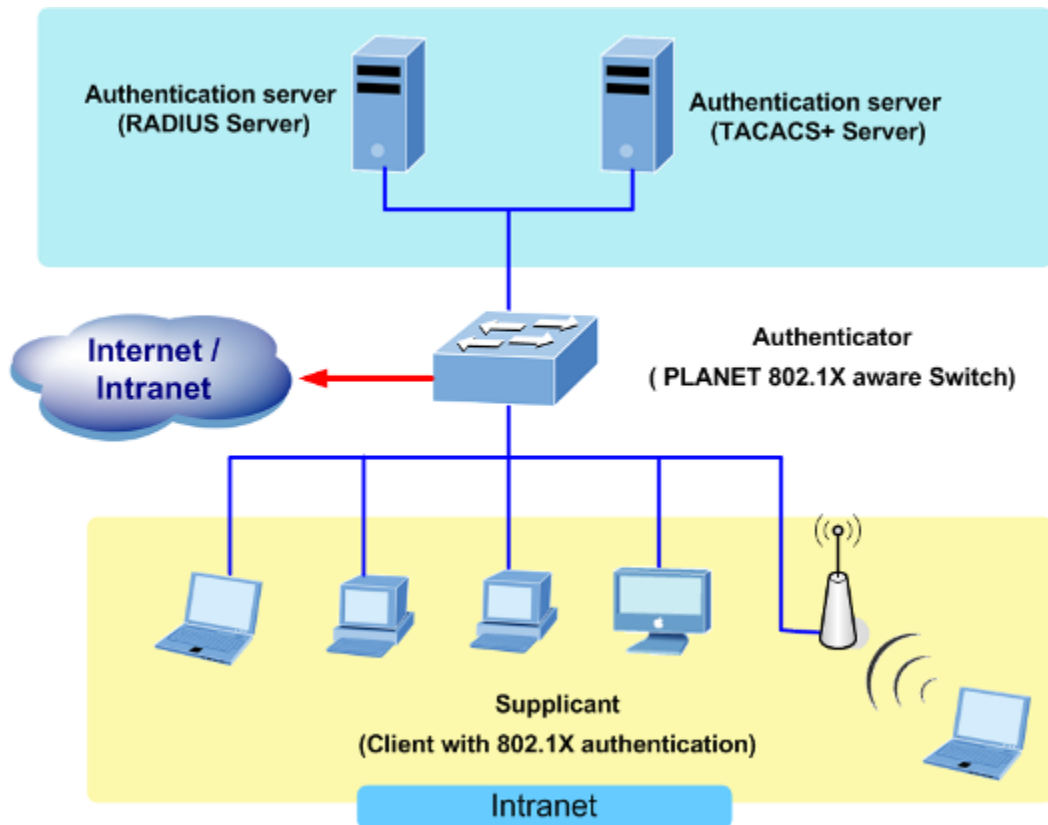 Authentication server
(RADIUS Server)
Authentication server
(TACACS+ Server)
Internet /
Intranet
Authenticator
( PLANET 802.1X aware Switch)
Supplicant
(Client with 802.1X authentication)
Intranet